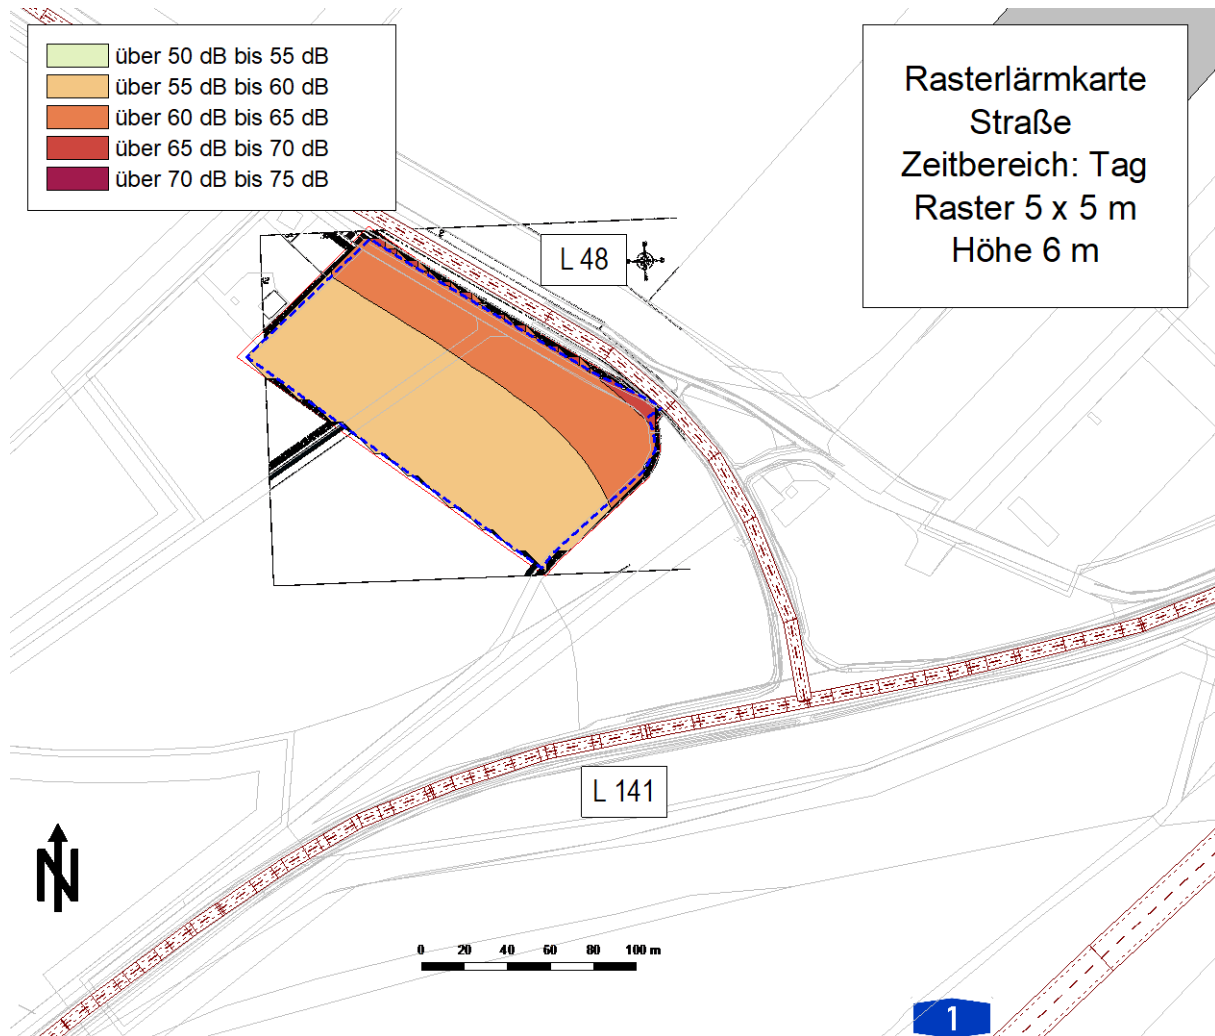 über 50 dB bis 55 dB
über 55 dB bis 60 dB
über 60 dB bis 65 dB
über 65 dB bis 70 dB
über 70 dB bis 75 dB
Rasterlärmkarte
Straße
Zeitbereich: Tag
Raster 5 x 5 m
Höhe 6 m
L 48
L 141
N
0 20 40 60 80 100 m
1